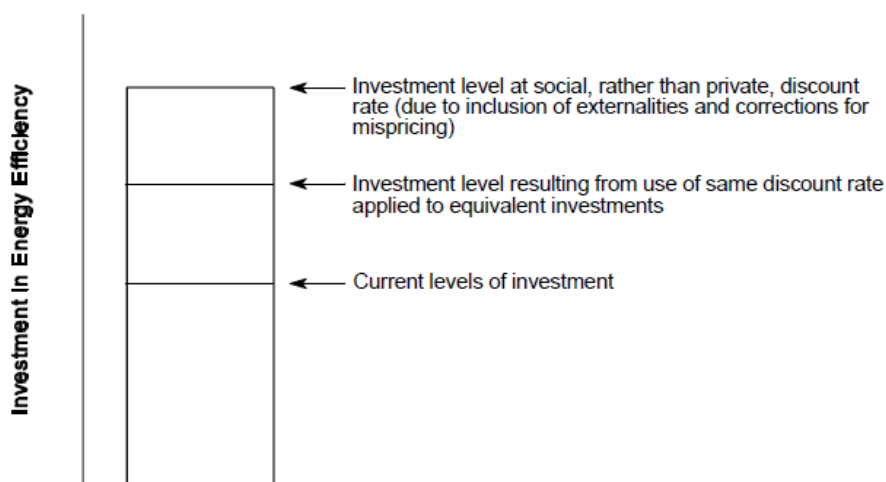 Investment in Energy Efficiency
Investment level at social, rather than private, discount
rate (due to inclusion of externalities and corrections for
mispricing)
Investment level resulting from use of same discount rate
applied to equivalent investments
Current levels of investment